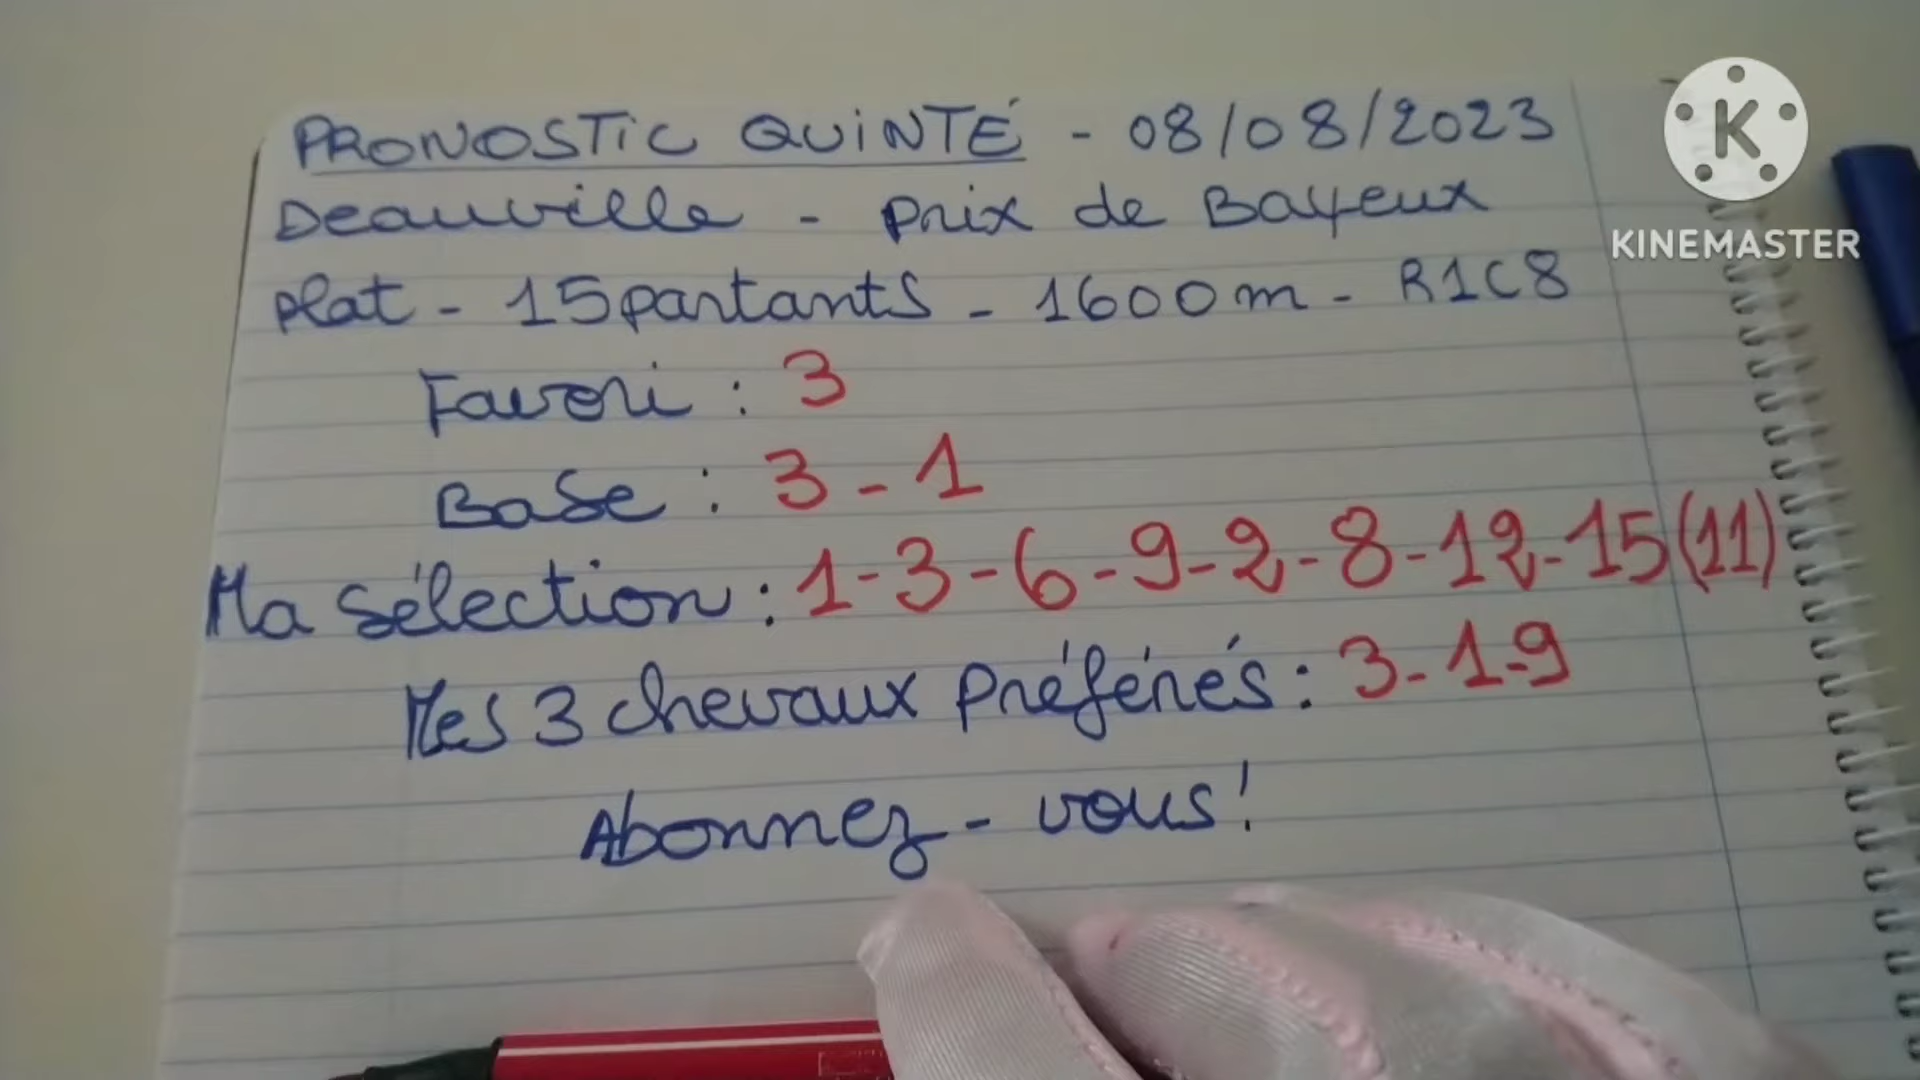 PRONOSTIC QUINTÉ - 08/08/2023
Deauville - Prix de Bayeux
Plat - 15 partants - 1600 m - R1C8
Favori : 3
Base : 3 - 1
Ma sélection : 1 - 3 - 6 - 9 - 2 - 8 - 12 - 15 (11)
Mes 3 chevaux préférés : 3 - 1 - 9
Abonnez - vous !
K
KINEMASTER